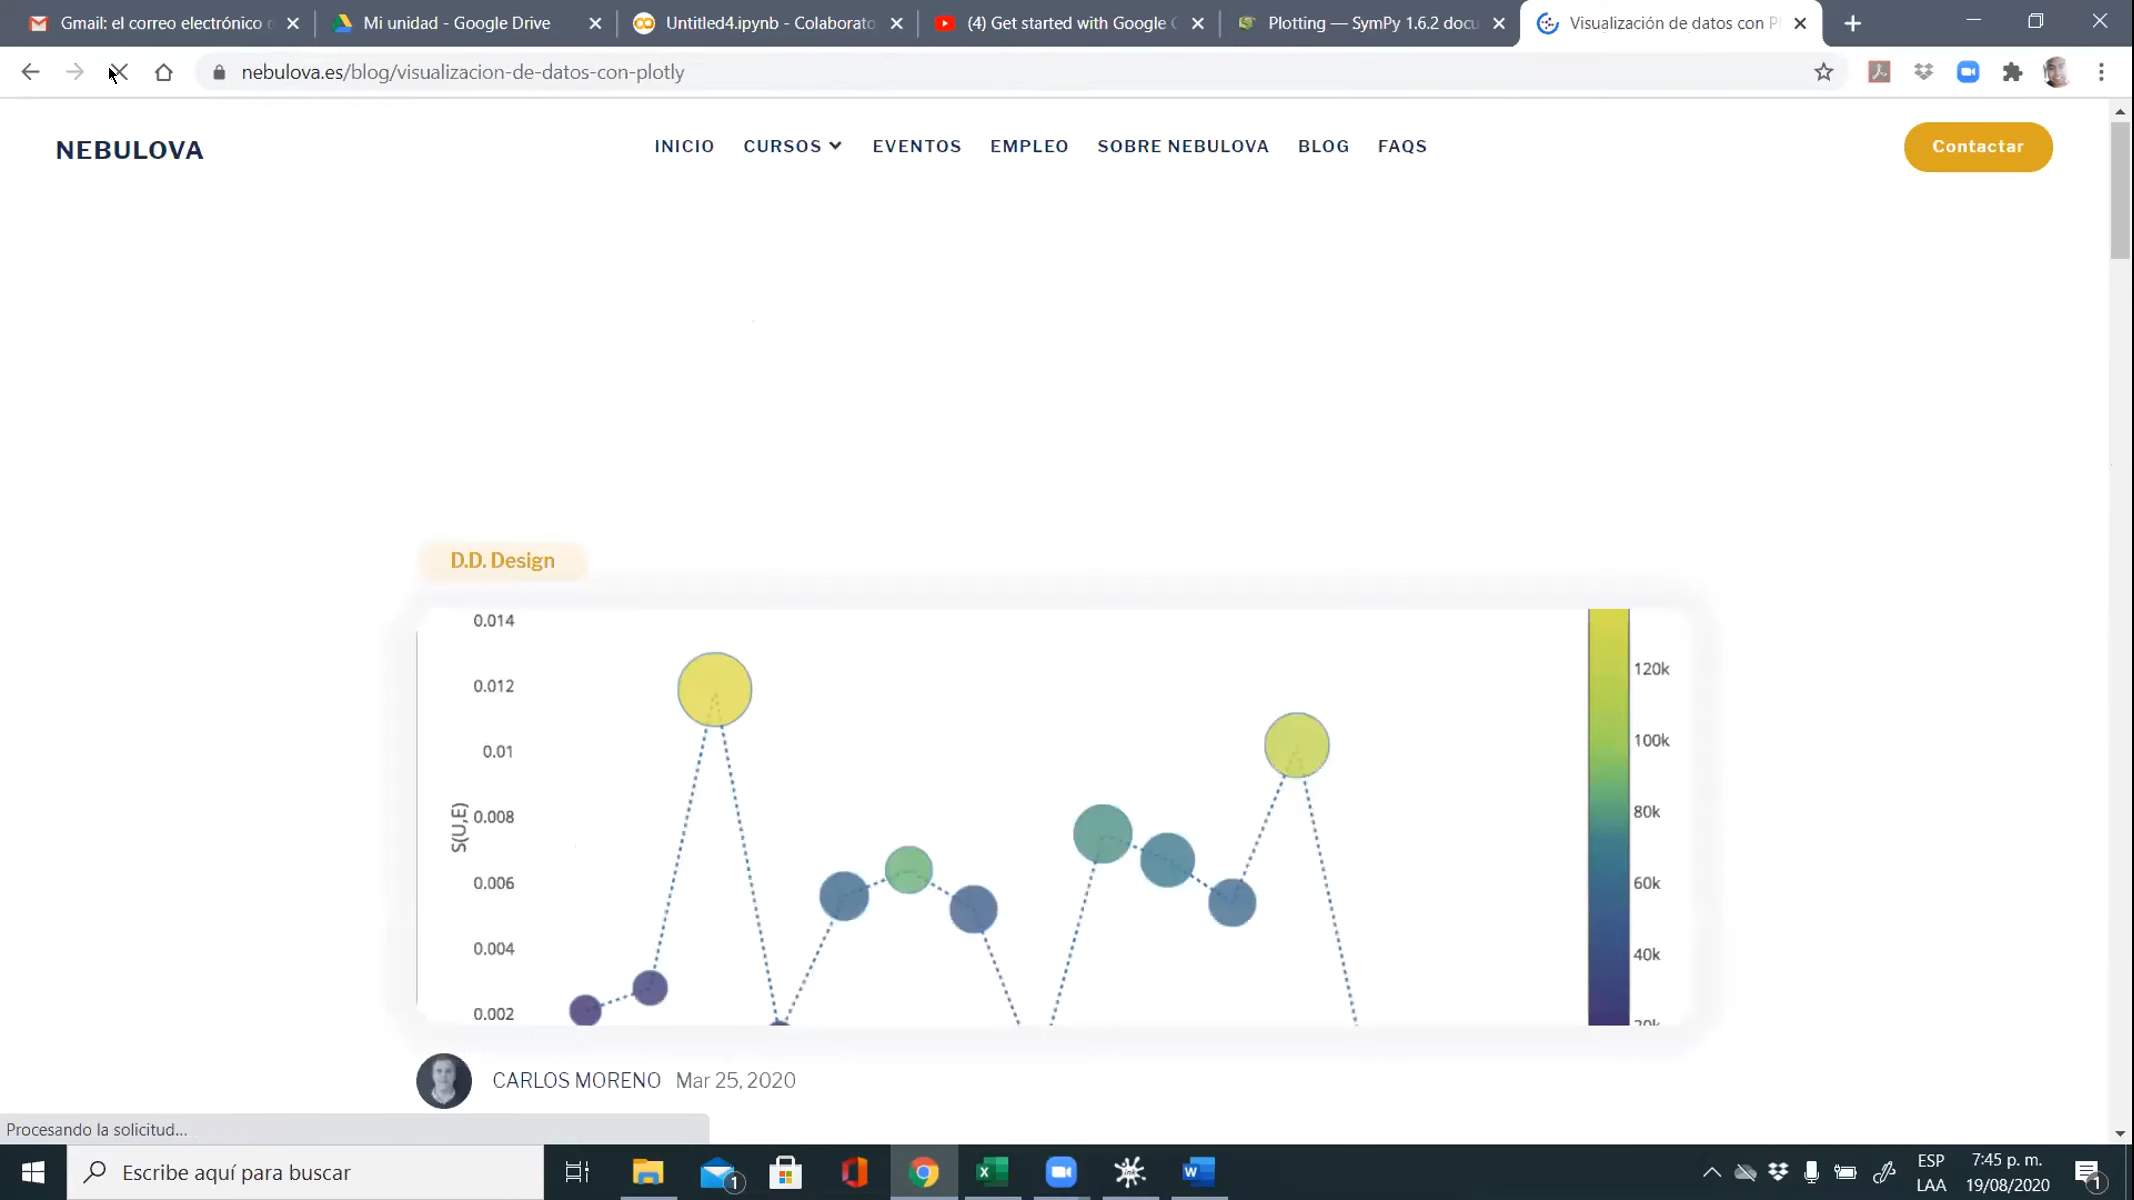 Gmail: el correo electrónico
Mi unidad - Google Drive
Untitled4.ipynb - Colaborato
(4) Get started with Google
Plotting — SymPy 1.6.2 docu
Visualización de datos con P
nebulova.es/blog/visualizacion-de-datos-con-plotly
NEBULOVA
INICIO
CURSOS
EVENTOS
EMPLEO
SOBRE NEBULOVA
BLOG
FAQS
Contactar
D.D. Design
0.014
0.012
0.01
0.008
0.006
0.004
0.002
S(U,E)
120k
100k
80k
60k
40k
20k
CARLOS MORENO Mar 25, 2020
Procesando la solicitud...
Escribe aquí para buscar
1
ESP
LAA
7:45 p. m.
19/08/2020
1